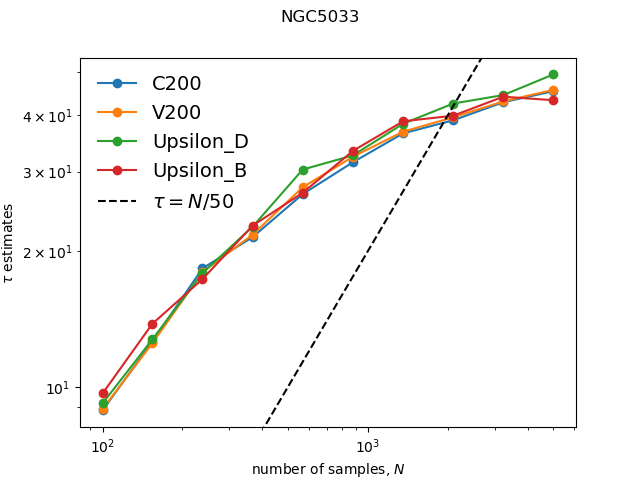 NGC5033
C200
V200
Upsilon_D
Upsilon_B
τ = N/50
τ estimates
4 × 10¹
3 × 10¹
2 × 10¹
10¹
10² 10³
number of samples, N